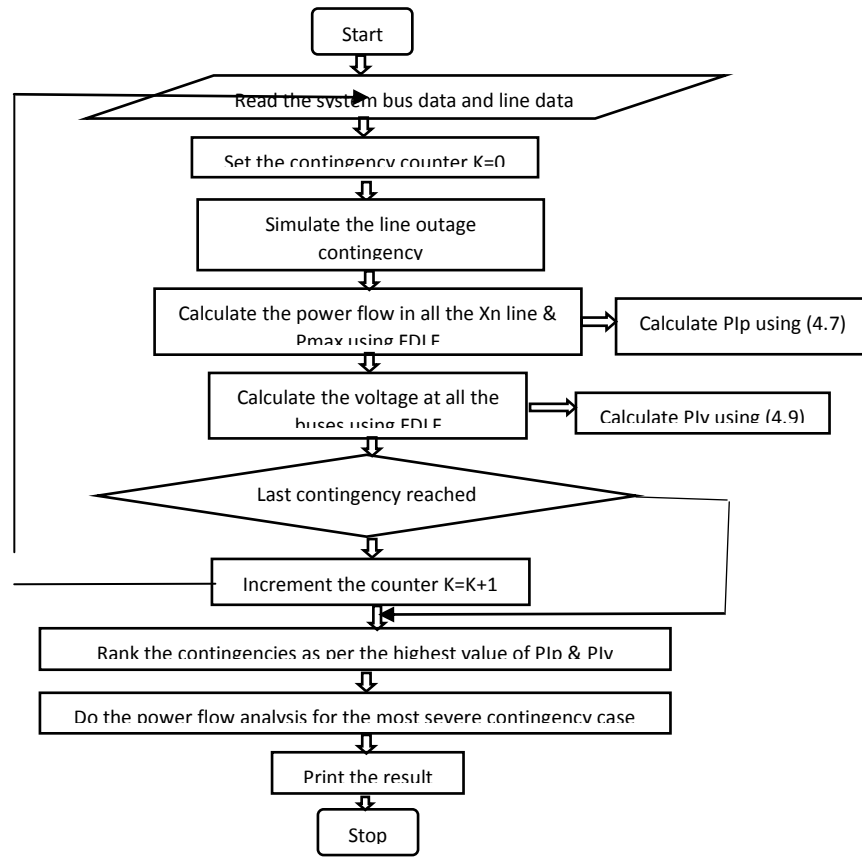 Start
Read the system bus data and line data
Set the contingency counter K=0
Simulate the line outage
contingency
Calculate the power flow in all the Xn line &
Pmax using FDLF
Calculate PIp using (4.7)
Calculate the voltage at all the
buses using FDLF
Calculate PIv using (4.9)
Last contingency reached
Increment the counter K=K+1
Rank the contingencies as per the highest value of PIp & PIv
Do the power flow analysis for the most severe contingency case
Print the result
Stop